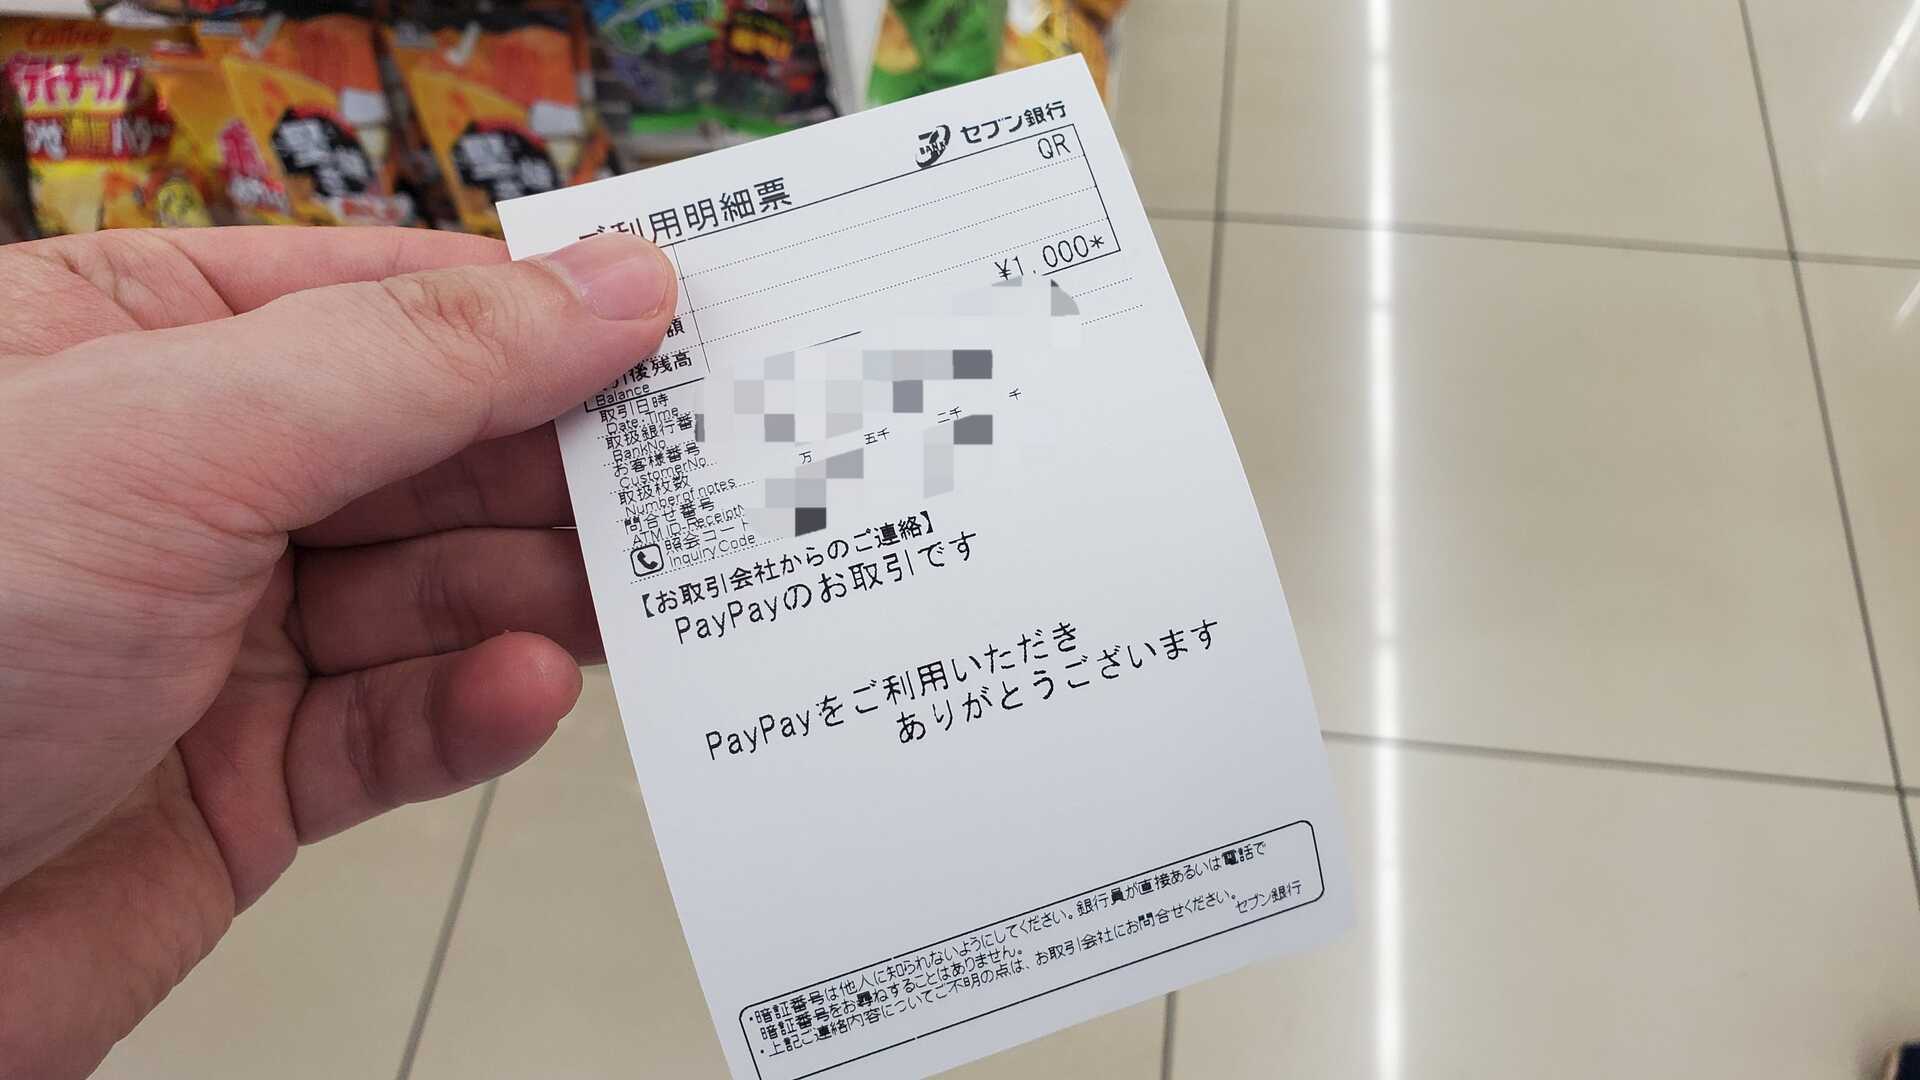 Calbee
ポテトチップス
堅
セブン銀行
ご利用明細票
QR
¥1,000*
額
引後残高
Balance
取引日時
Date・Time
取扱銀行番
BankNo.
お客様番号
CustomerNo.
取扱枚数
Number of notes
万 五千 二千 千
問合せ番号
ATM ID-Receipt
照会コード
Inquiry Code
【お取引会社からのご連絡】
PayPayのお取引です
PayPayをご利用いただき
ありがとうございます
・暗証番号は他人に知られないようにしてください。銀行員が直接あるいは電話で
暗証番号をお尋ねすることはありません。
・上記ご連絡内容についてご不明の点は、お取引会社にお問合せください。
セブン銀行